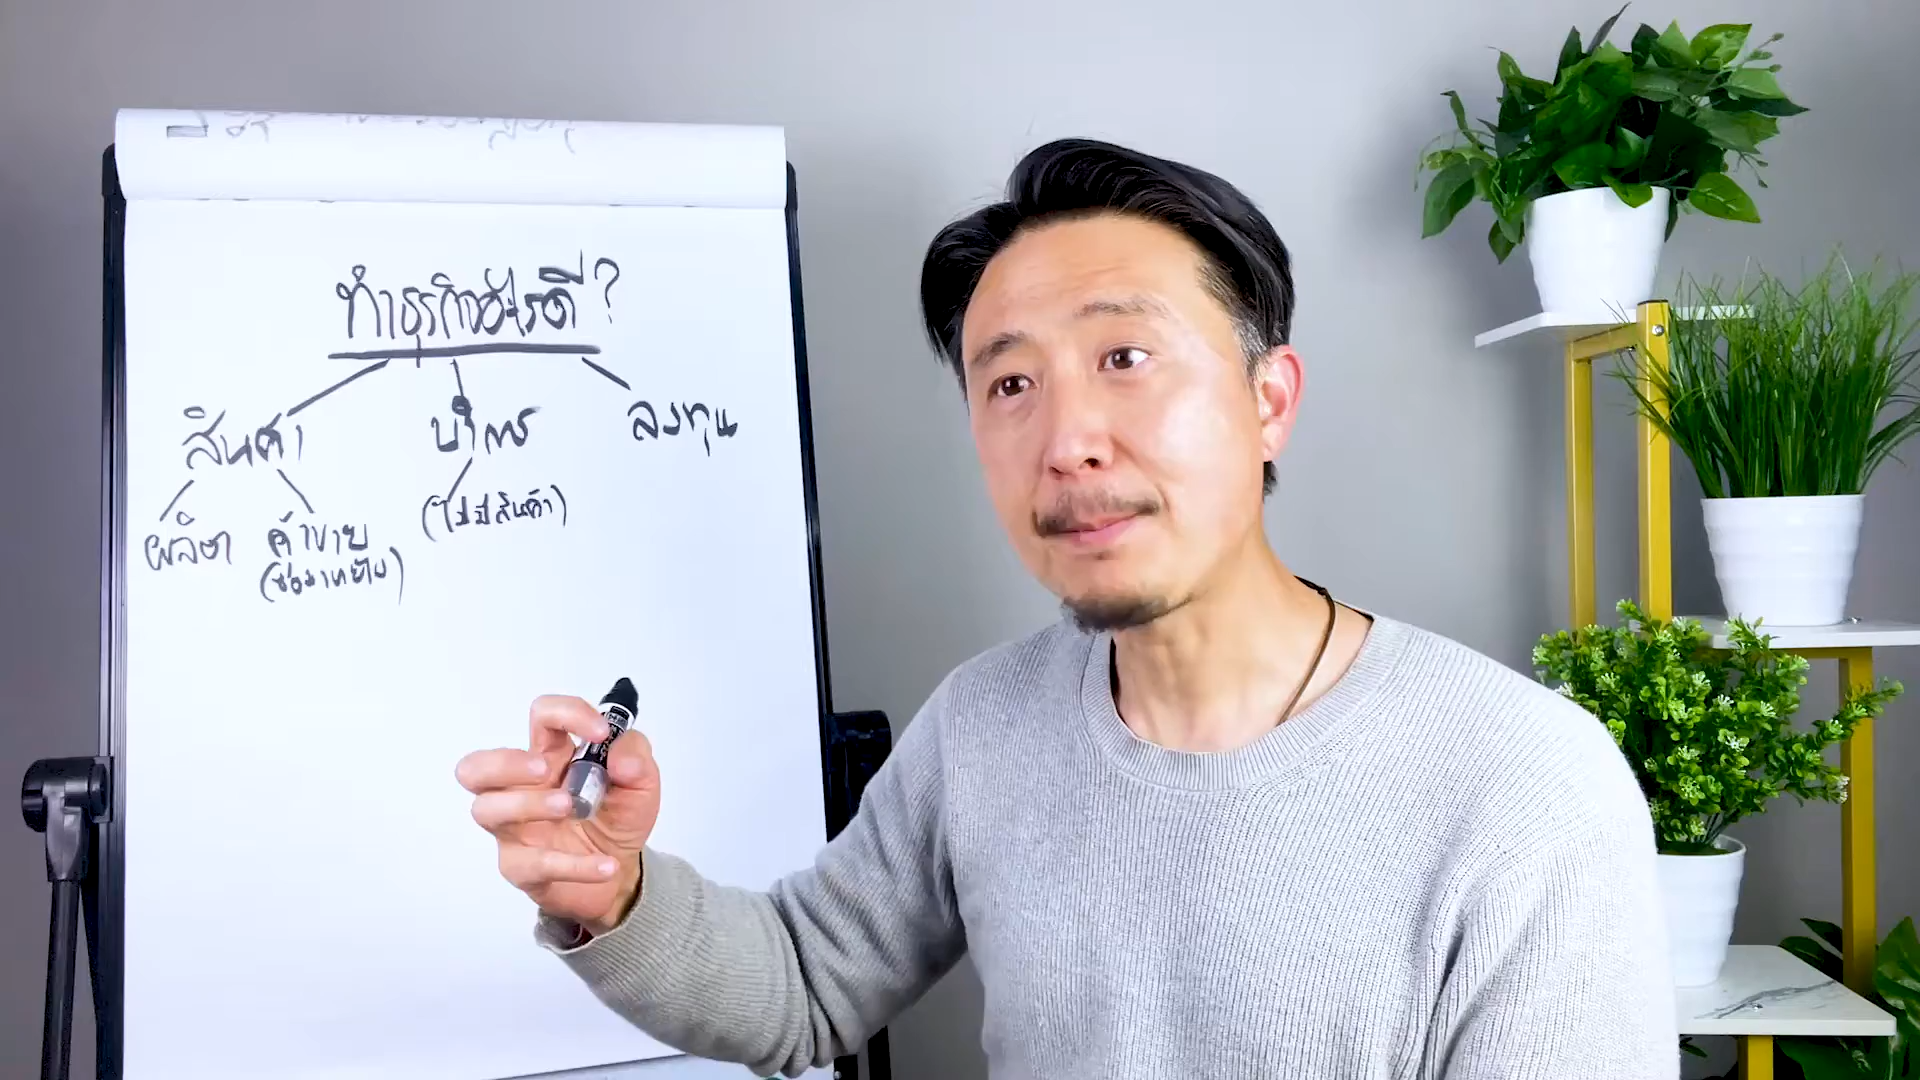 ทำธุรกิจอะไรดี?
สินค้า
บริการ
ลงทุน
ผลิต
ค้าขาย
(ซื้อมาขายไป)
(ไม่มีสินค้า)